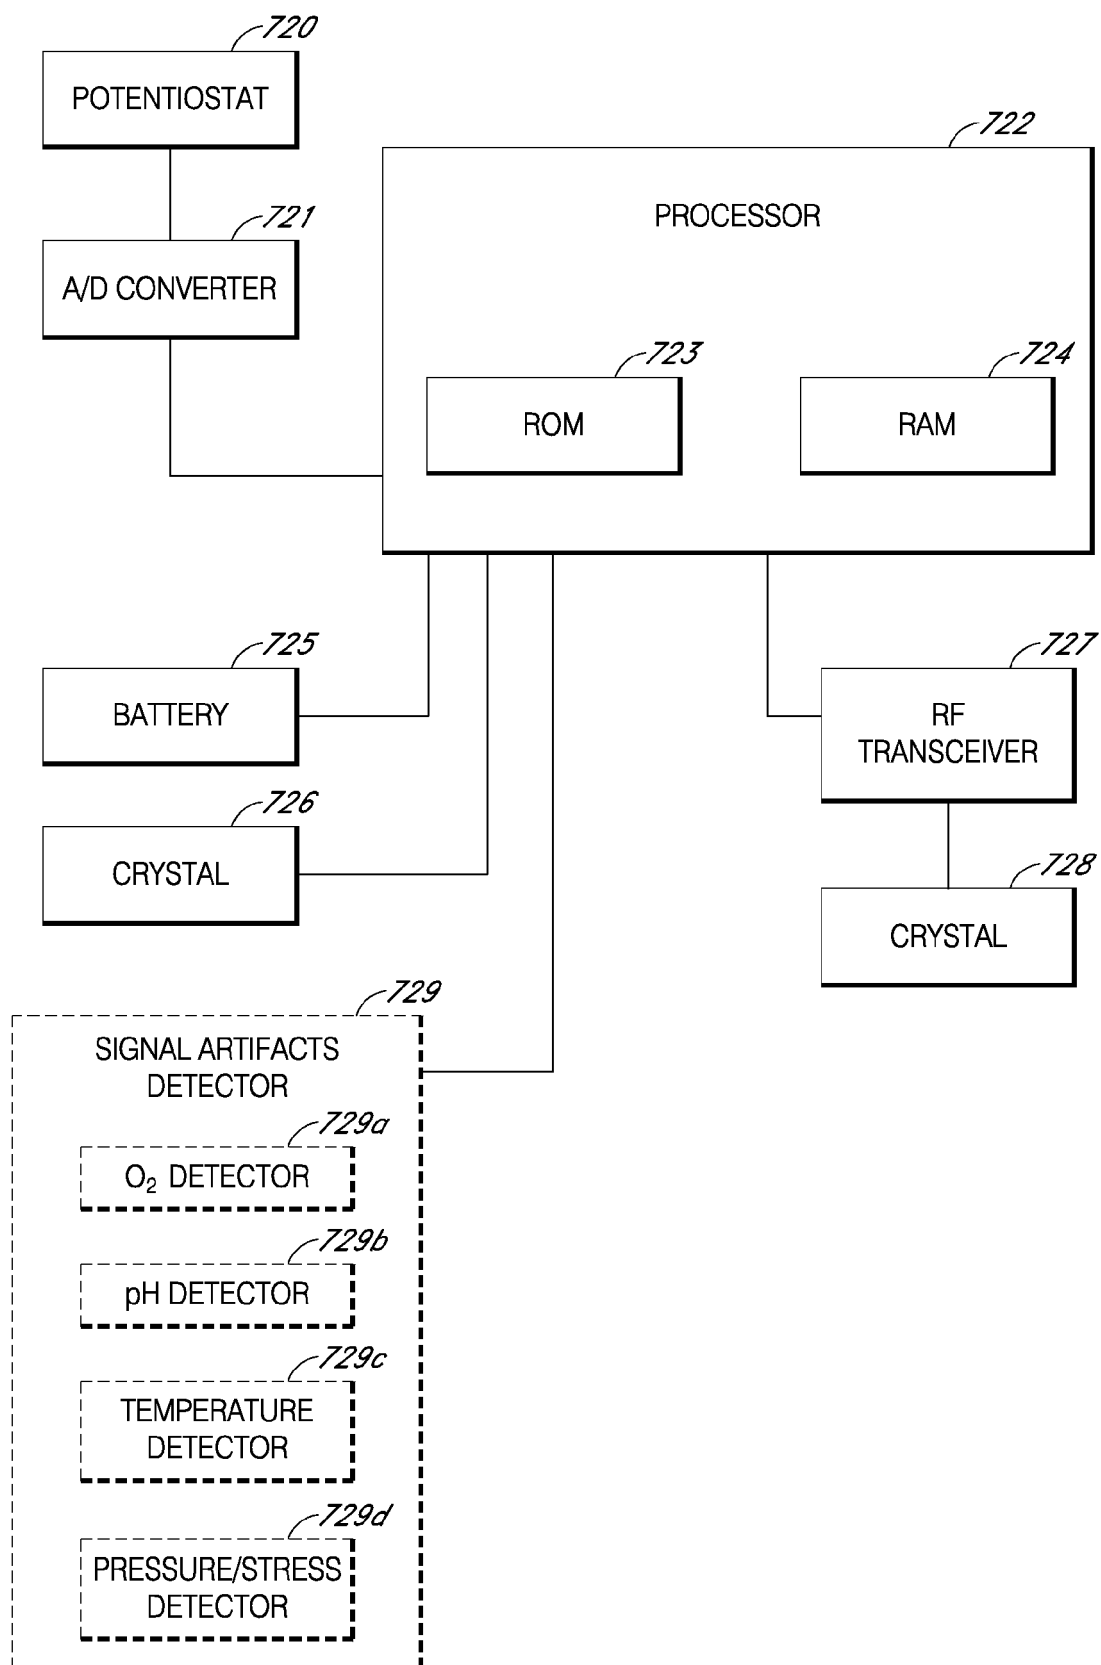 720
POTENTIOSTAT
721
A/D CONVERTER
722
PROCESSOR
723
ROM
724
RAM
725
BATTERY
726
CRYSTAL
727
RF
TRANSCEIVER
728
CRYSTAL
729
SIGNAL ARTIFACTS
DETECTOR
729a
O₂ DETECTOR
729b
pH DETECTOR
729c
TEMPERATURE
DETECTOR
729d
PRESSURE/STRESS
DETECTOR